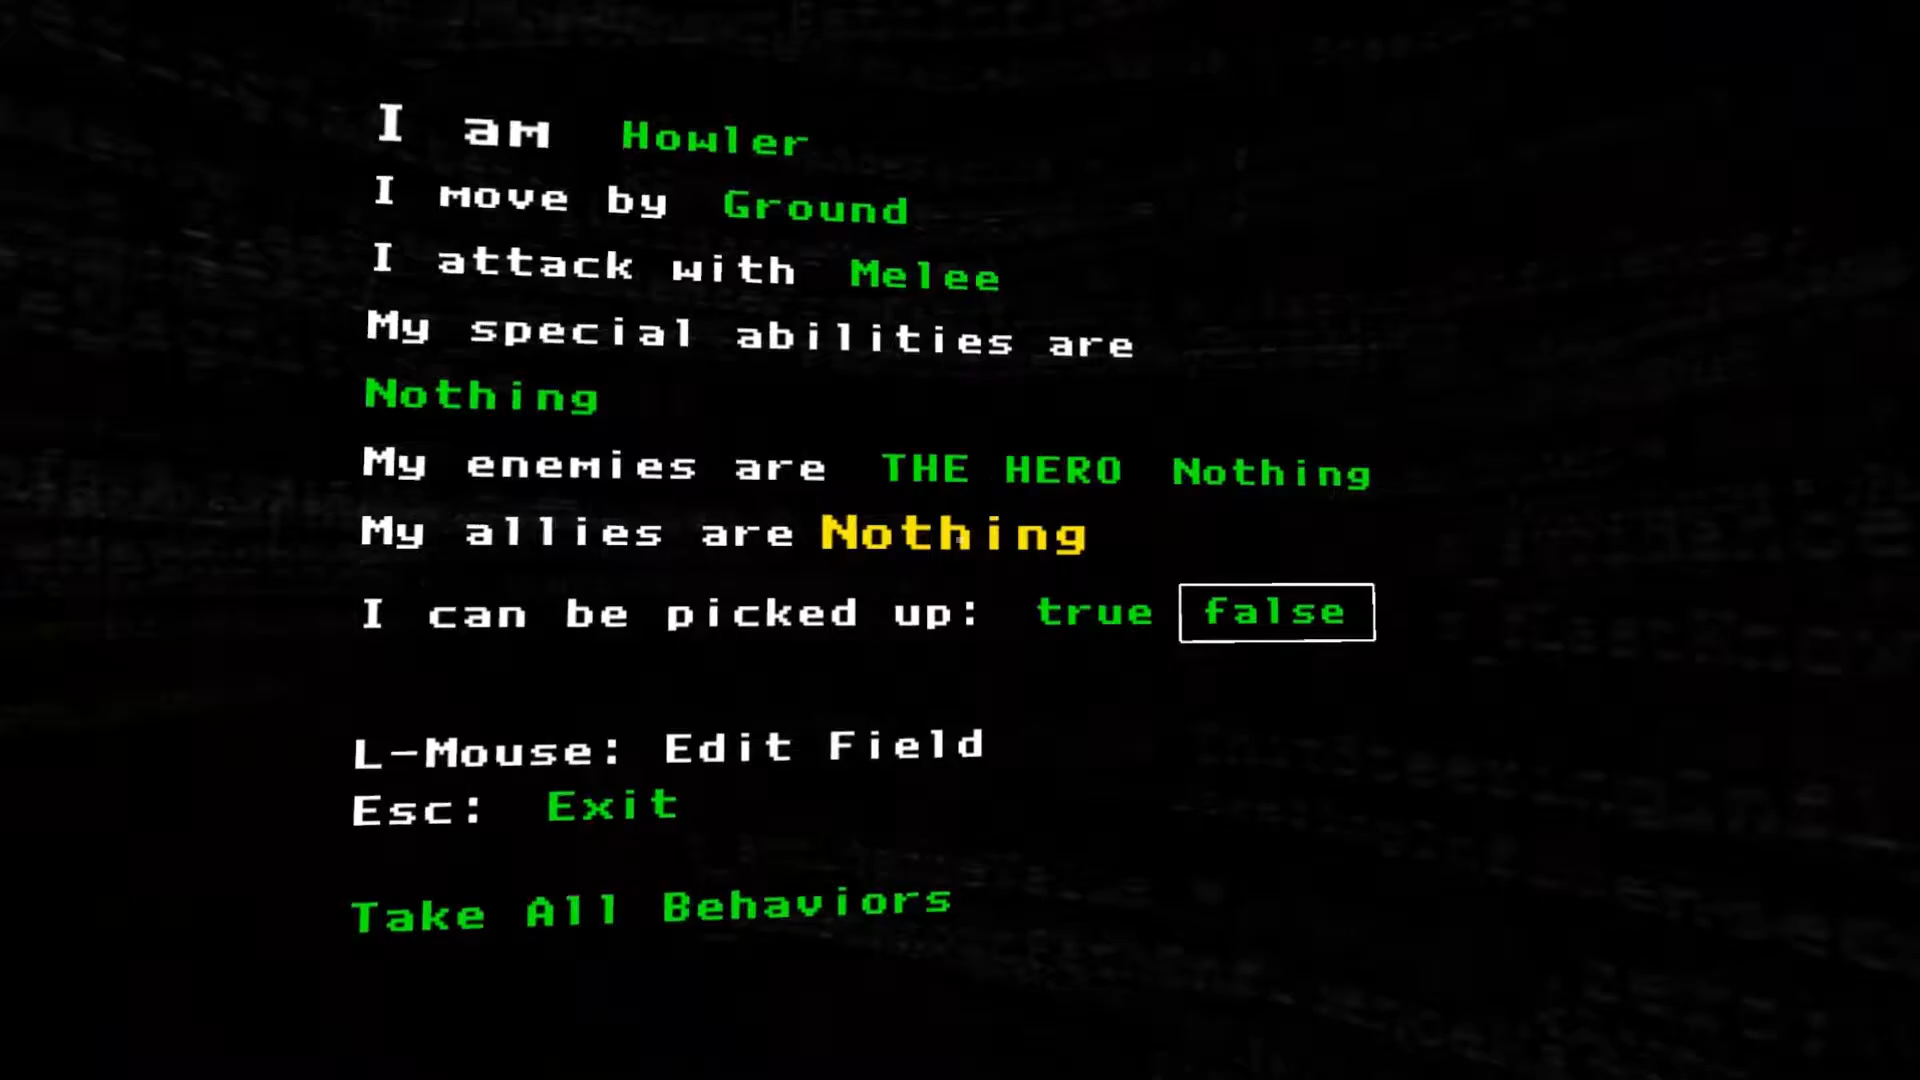 I am Howler
I move by Ground
I attack with Melee
My special abilities are
Nothing
My enemies are THE HERO Nothing
My allies are Nothing
I can be picked up: true false
L-Mouse: Edit Field
Esc: Exit
Take All Behaviors